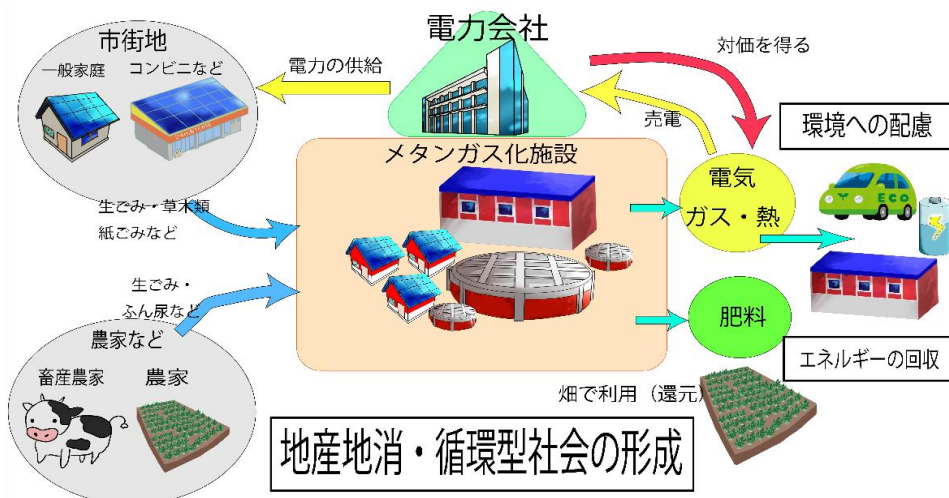 電力会社
市街地
一般家庭
コンビニなど
電力の供給
対価を得る
売電
環境への配慮
メタンガス化施設
電気
ガス・熱
ECO
生ごみ・草木類
紙ごみなど
生ごみ・
ふん尿など
肥料
農家など
畜産農家
農家
エネルギーの回収
畑で利用(還元)
地産地消・循環型社会の形成